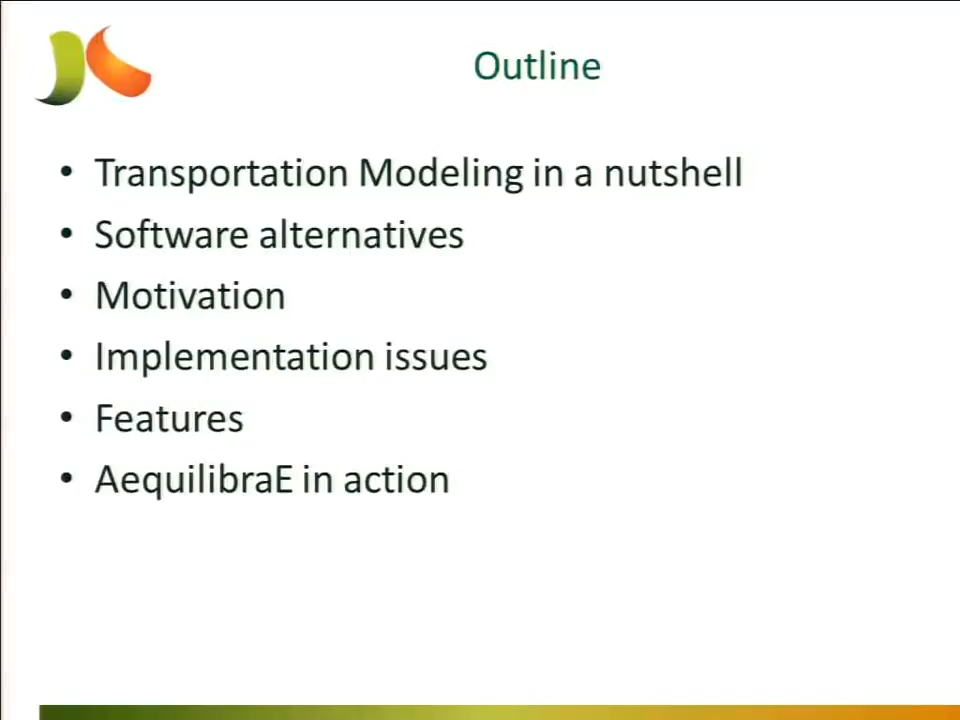 Outline
• Transportation Modeling in a nutshell
• Software alternatives
• Motivation
• Implementation issues
• Features
• AequilibraE in action